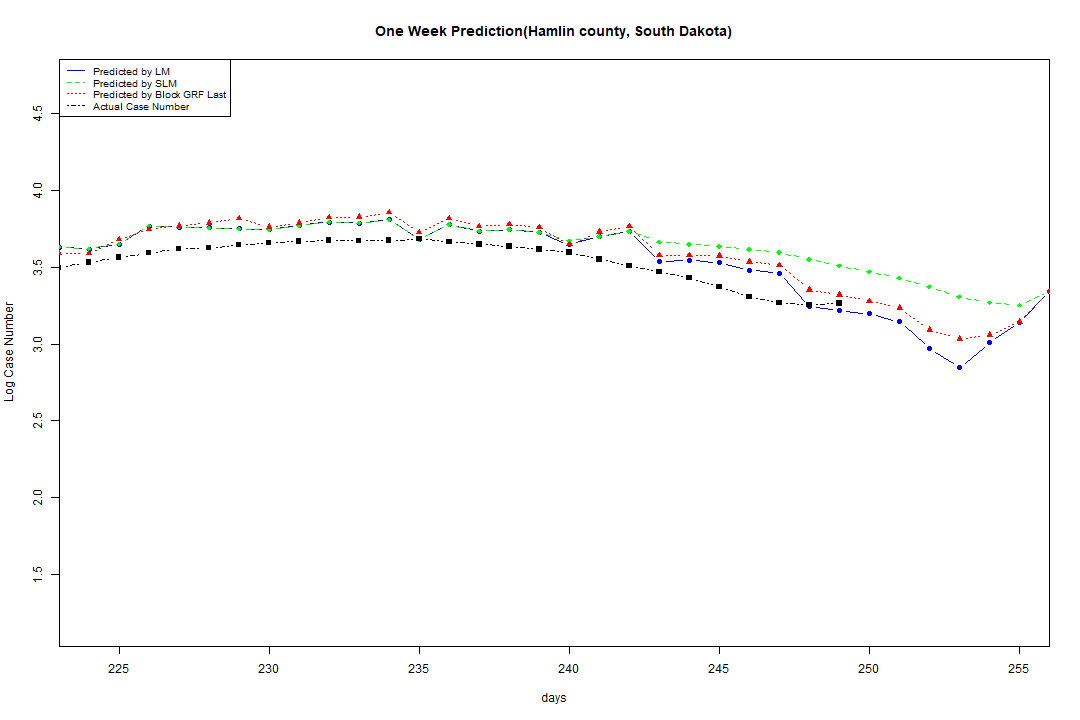 One Week Prediction(Hamlin county, South Dakota)
Predicted by LM
Predicted by SLM
Predicted by Block GRF Last
Actual Case Number
4.5
4.0
3.5
3.0
2.5
2.0
1.5
Log Case Number
225 230 235 240 245 250 255
days